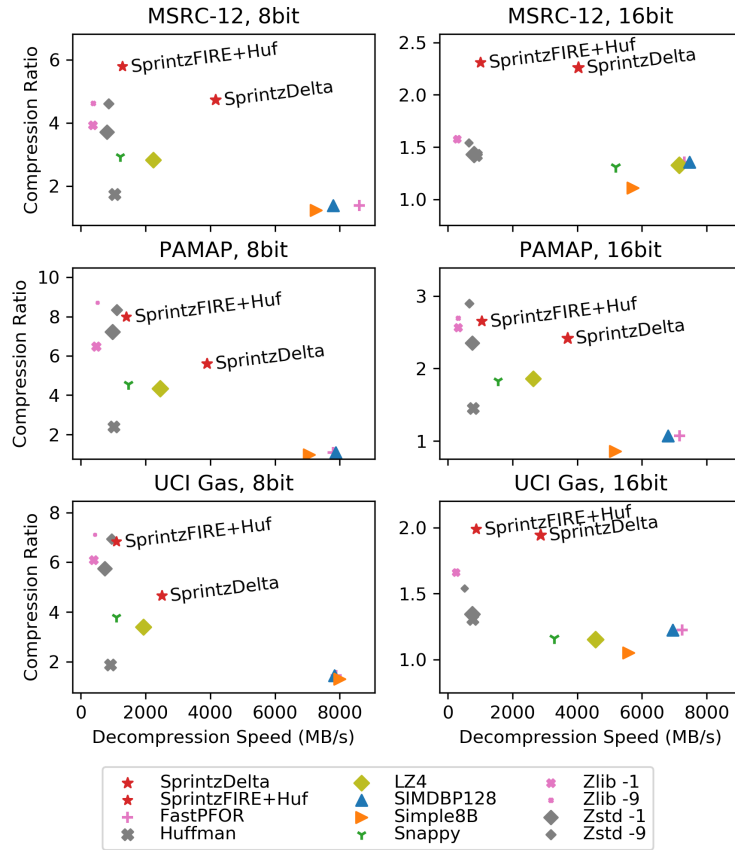 MSRC-12, 8bit
MSRC-12, 16bit
Compression Ratio
6
4
2
SprintzFIRE+Huf
SprintzDelta
2.5
2.0
1.5
1.0
SprintzFIRE+Huf
SprintzDelta
PAMAP, 8bit
PAMAP, 16bit
Compression Ratio
10
8
6
4
2
SprintzFIRE+Huf
SprintzDelta
3
2
1
SprintzFIRE+Huf
SprintzDelta
UCI Gas, 8bit
UCI Gas, 16bit
Compression Ratio
8
6
4
2
SprintzFIRE+Huf
SprintzDelta
2.0
1.5
1.0
SprintzFIRE+Huf
SprintzDelta
0 2000 4000 6000 8000
0 2000 4000 6000 8000
Decompression Speed (MB/s)
Decompression Speed (MB/s)
SprintzDelta
SprintzFIRE+Huf
FastPFOR
Huffman
LZ4
SIMDBP128
Simple8B
Snappy
Zlib -1
Zlib -9
Zstd -1
Zstd -9